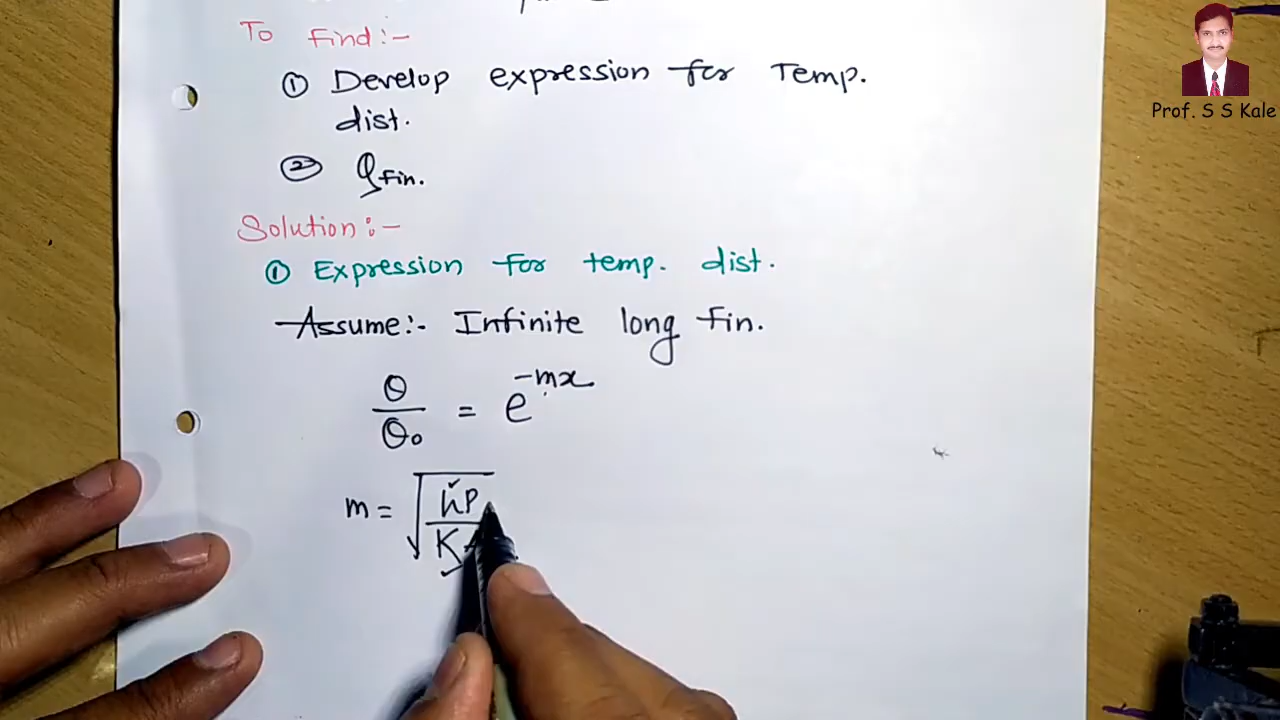 To Find:-
① Develop expression for Temp.
dist.
② Qfin.
Solution:-
① Expression for temp. dist.
Assume:- Infinite long fin.
θ/θ₀ = e^-mx
m = √hP/K
Prof. S S Kale